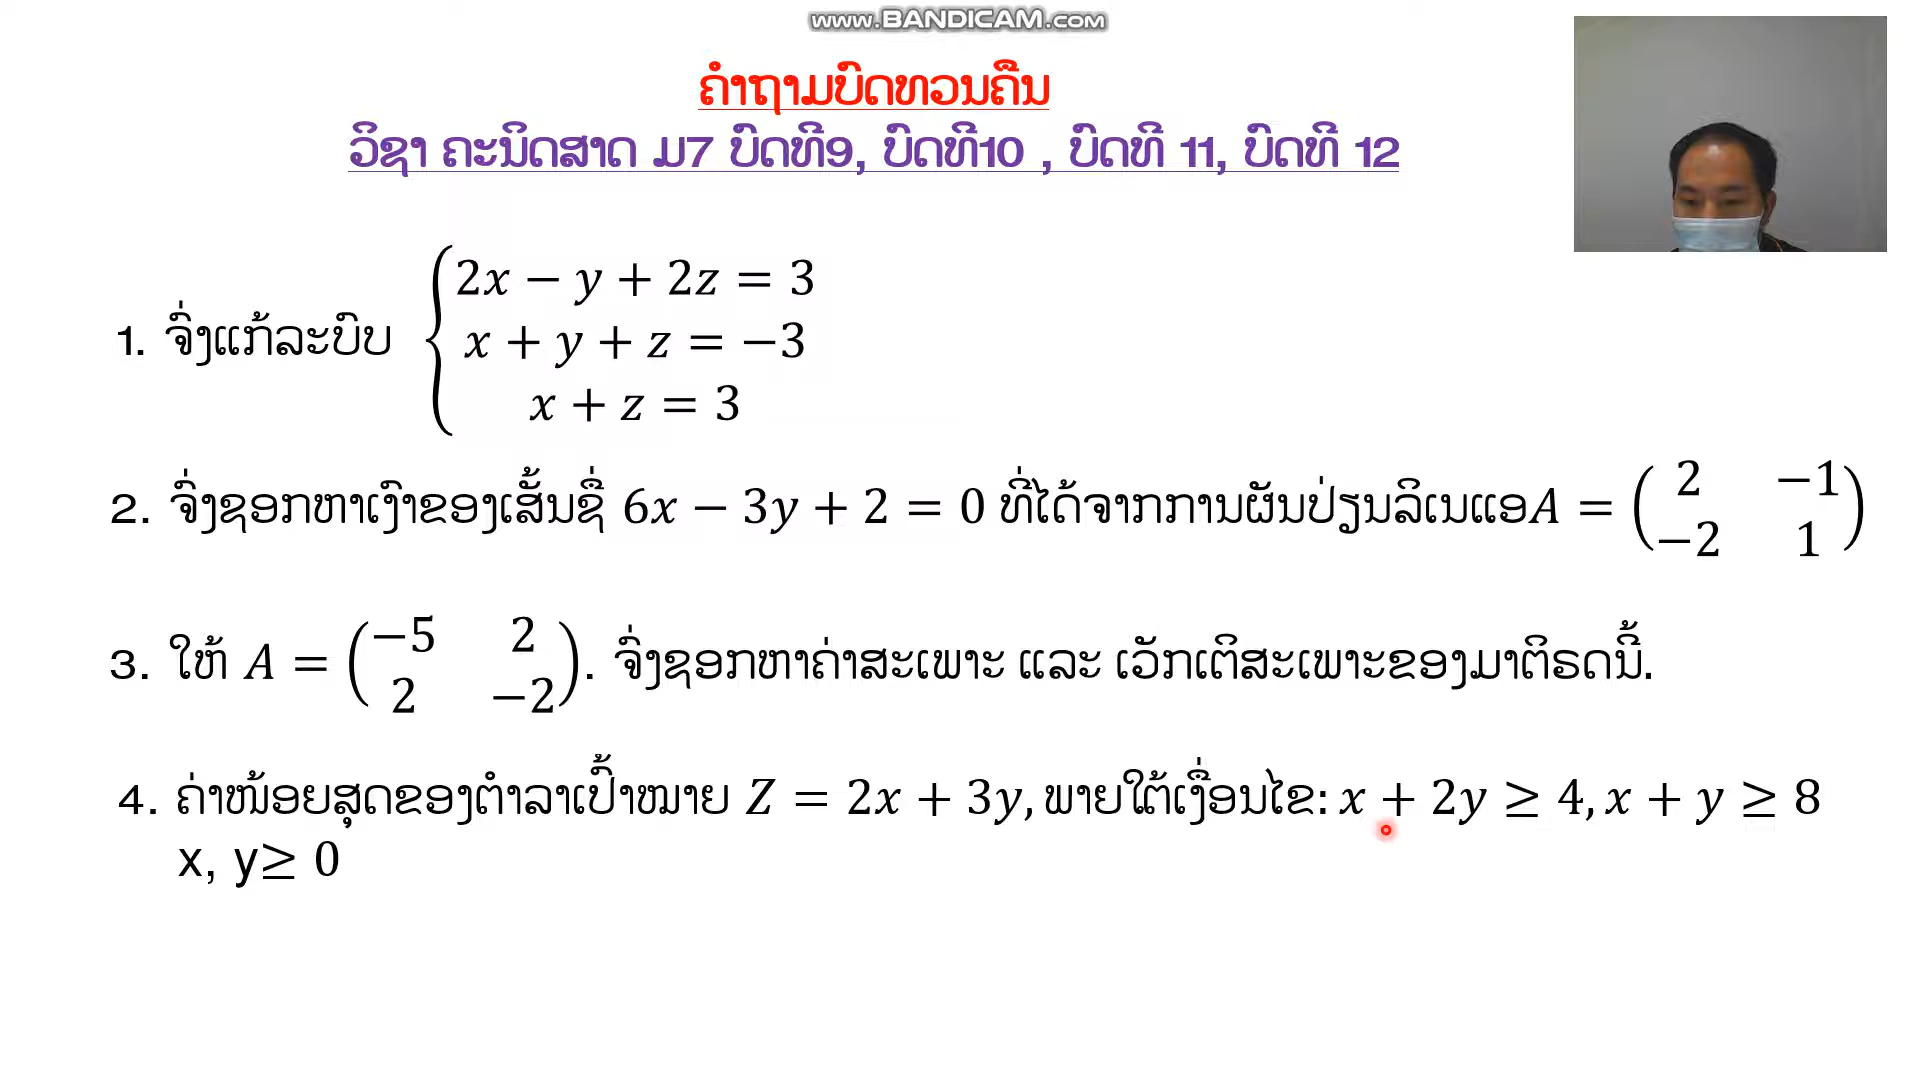 www.BANDICAM.com
ຄຳຖາມບົດທວນຄືນ
ວິຊາ ຄະນິດສາດ ມ7 ບົດທີ9, ບົດທີ10 , ບົດທີ 11, ບົດທີ 12
1. ຈົ່ງແກ້ລະບົບ { 2x − y + 2z = 3
x + y + z = −3
x + z = 3
2. ຈົ່ງຊອກຫາເງົາຂອງເສັ້ນຊື່ 6x − 3y + 2 = 0 ທີ່ໄດ້ຈາກການຜັນປ່ຽນລິເນແອA = (2 −1
−2 1)
3. ໃຫ້ A = (−5 2
2 −2). ຈົ່ງຊອກຫາຄ່າສະເພາະ ແລະ ເວັກເຕີສະເພາະຂອງມາຕິຣດນີ້.
4. ຄ່າໜ້ອຍສຸດຂອງຕຳລາເປົ້າໝາຍ Z = 2x + 3y, ພາຍໃຕ້ເງື່ອນໄຂ: x + 2y ≥ 4, x + y ≥ 8
x, y≥ 0